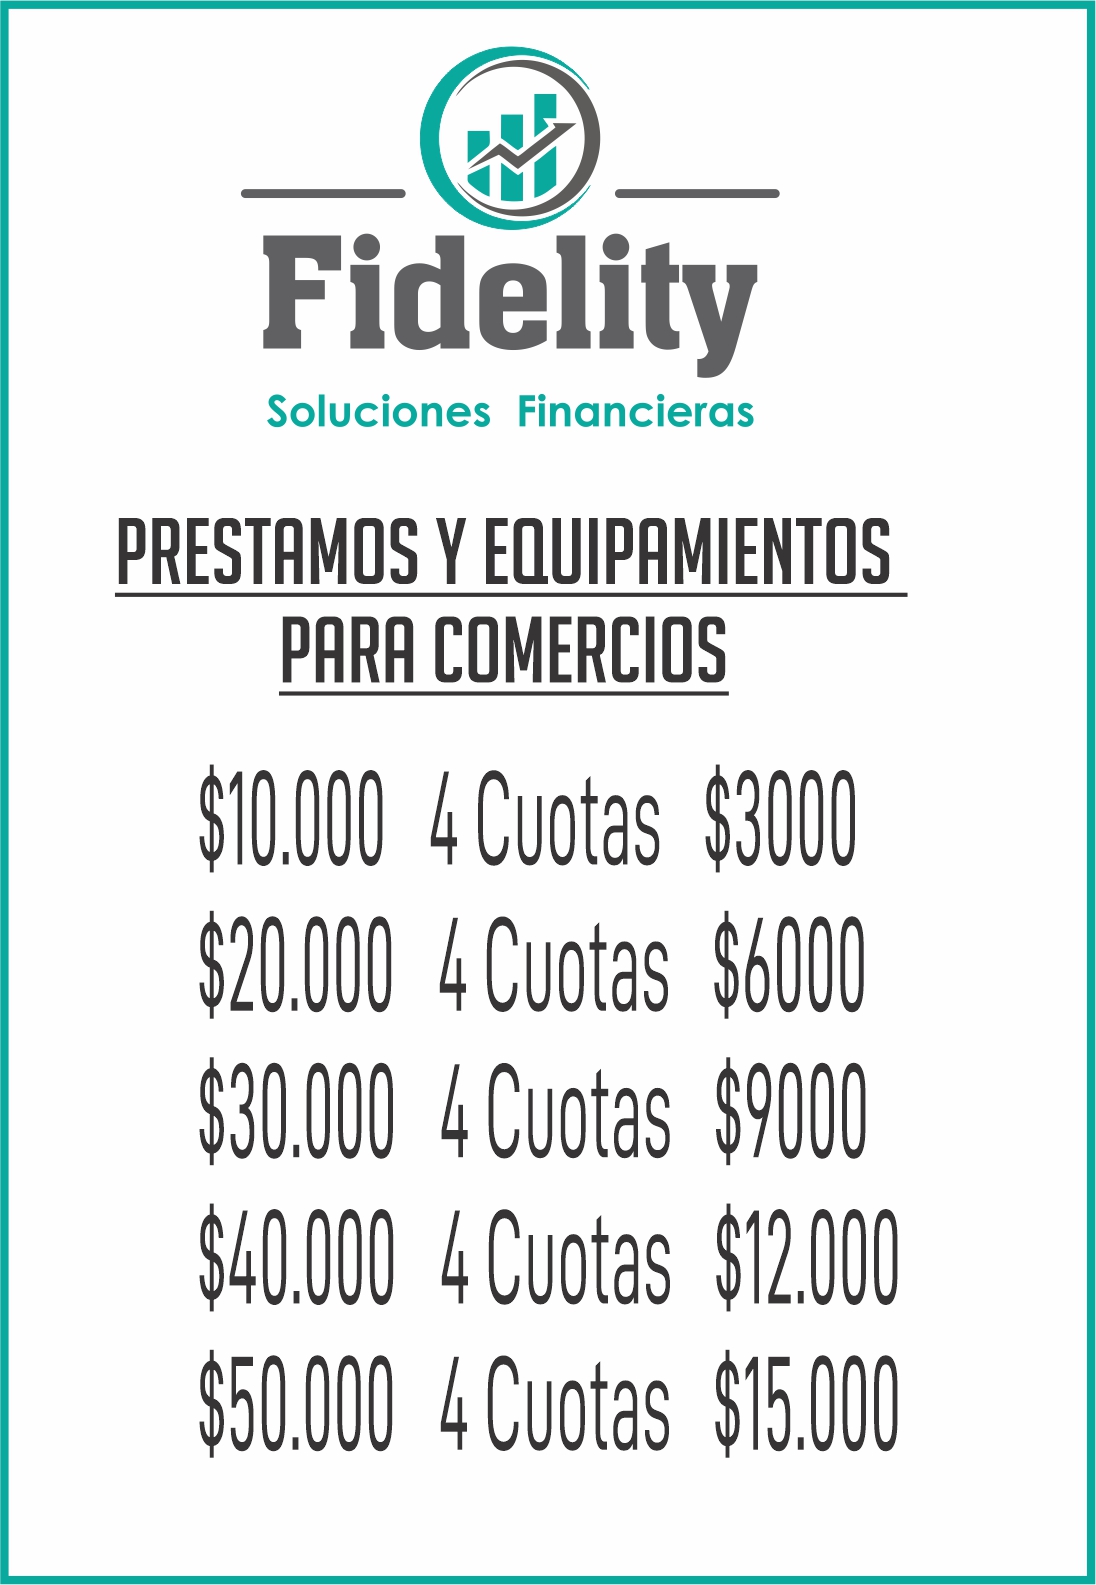 Fidelity
Soluciones Financieras
PRESTAMOS Y EQUIPAMIENTOS
PARA COMERCIOS
$10.000 4 Cuotas $3000
$20.000 4 Cuotas $6000
$30.000 4 Cuotas $9000
$40.000 4 Cuotas $12.000
$50.000 4 Cuotas $15.000